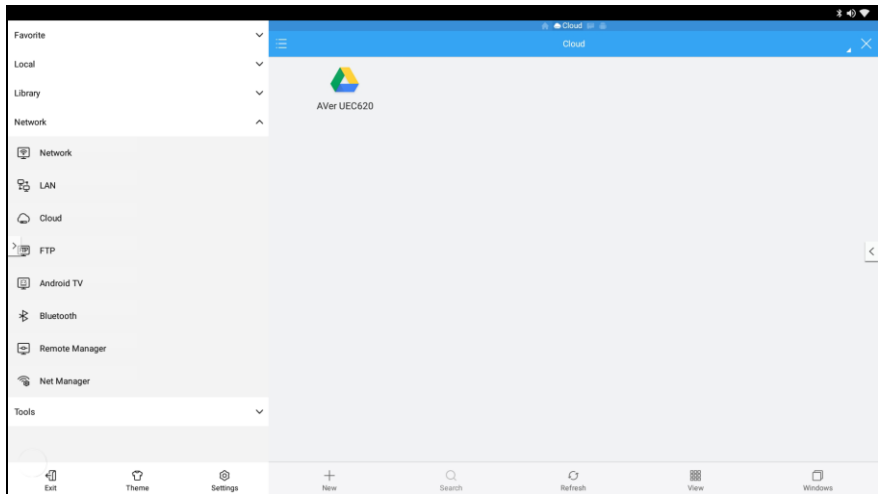 Cloud
Favorite
Cloud
Local
Library
AVer UEC620
Network
Network
LAN
Cloud
FTP
Android TV
Bluetooth
Remote Manager
Net Manager
Tools
Exit
Theme
Settings
New
Search
Refresh
View
Windows